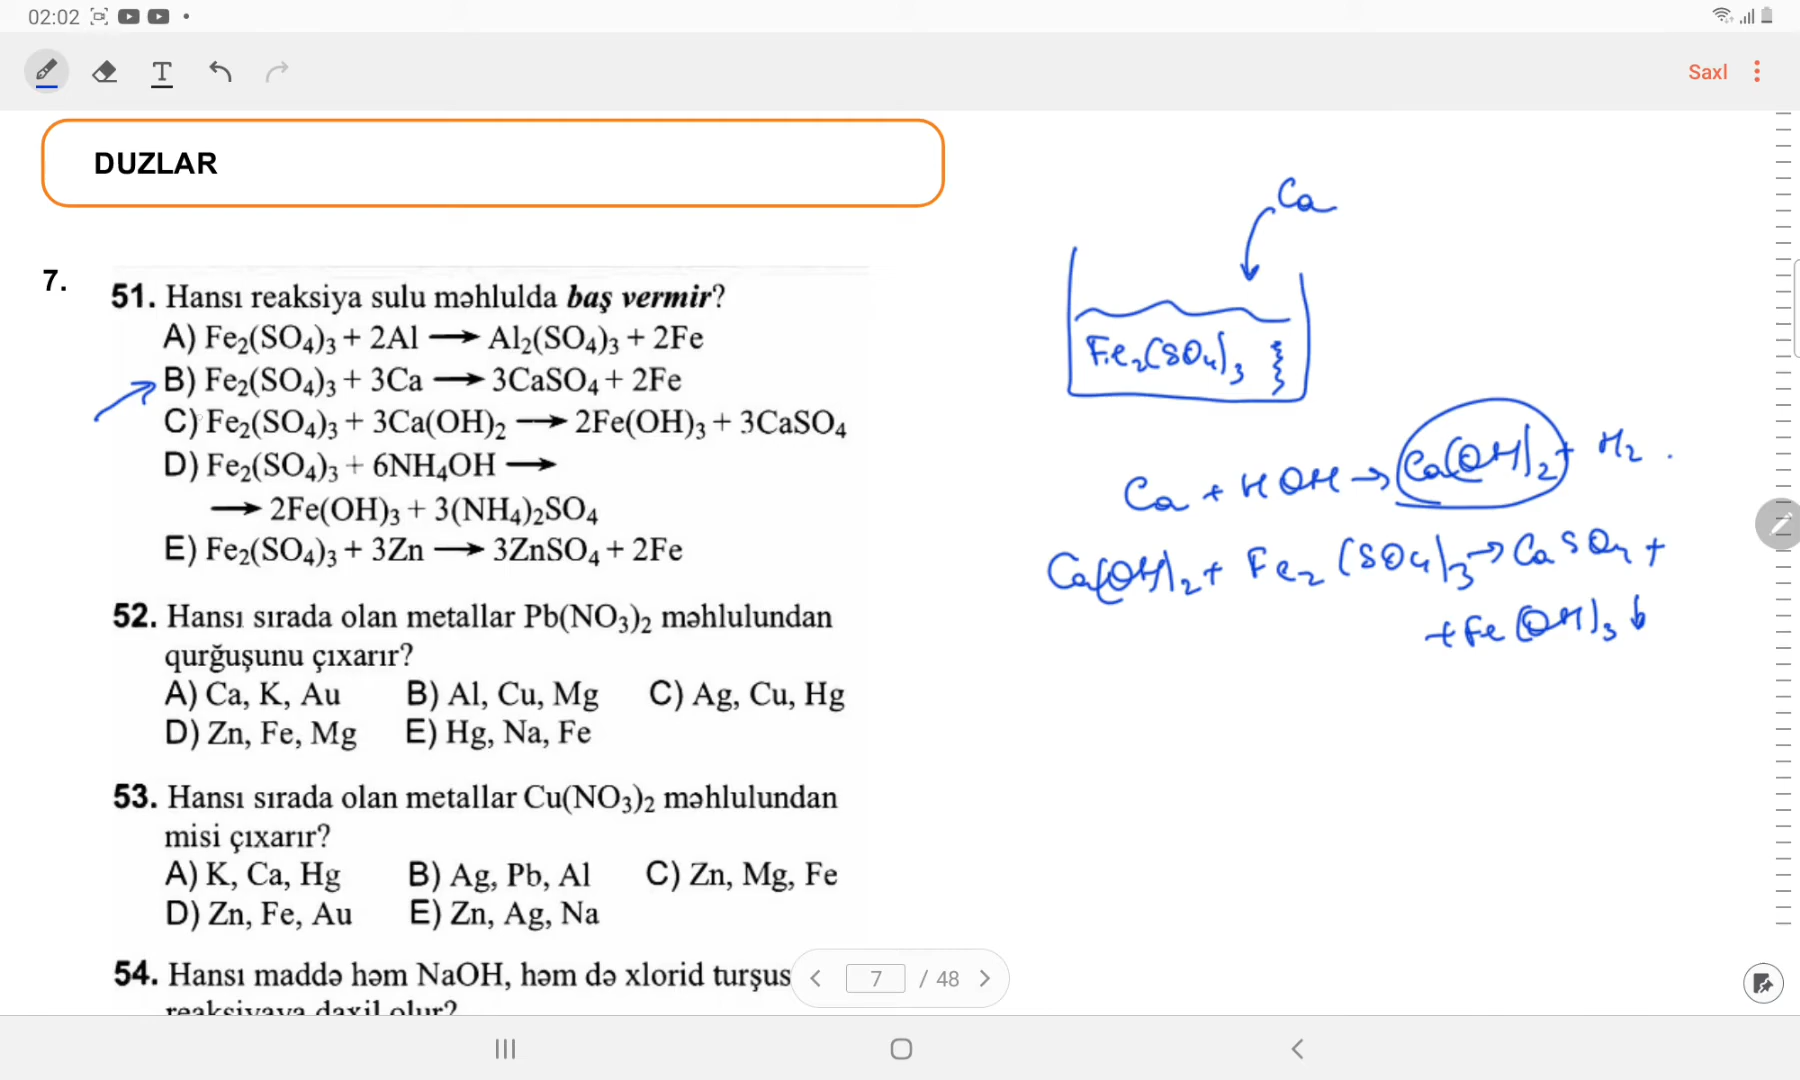 02:02
Saxl
DUZLAR
7.
51. Hansı reaksiya sulu məhlulda baş vermir?
A) Fe₂(SO₄)₃ + 2Al ⟶ Al₂(SO₄)₃ + 2Fe
B) Fe₂(SO₄)₃ + 3Ca ⟶ 3CaSO₄ + 2Fe
C) Fe₂(SO₄)₃ + 3Ca(OH)₂ ⟶ 2Fe(OH)₃ + 3CaSO₄
D) Fe₂(SO₄)₃ + 6NH₄OH ⟶
⟶ 2Fe(OH)₃ + 3(NH₄)₂SO₄
E) Fe₂(SO₄)₃ + 3Zn ⟶ 3ZnSO₄ + 2Fe
52. Hansı sırada olan metallar Pb(NO₃)₂ məhlulundan
qurğuşunu çıxarır?
A) Ca, K, Au B) Al, Cu, Mg C) Ag, Cu, Hg
D) Zn, Fe, Mg E) Hg, Na, Fe
53. Hansı sırada olan metallar Cu(NO₃)₂ məhlulundan
misi çıxarır?
A) K, Ca, Hg B) Ag, Pb, Al C) Zn, Mg, Fe
D) Zn, Fe, Au E) Zn, Ag, Na
54. Hansı maddə həm NaOH, həm də xlorid turşus
reaksiyaya daxil olur?
7 / 48
Ca
Fe₂(SO₄)₃
Ca + HOH → Ca(OH)₂ + H₂.
Ca(OH)₂ + Fe₂(SO₄)₃ → CaSO₄ +
+ Fe(OH)₃ ↓